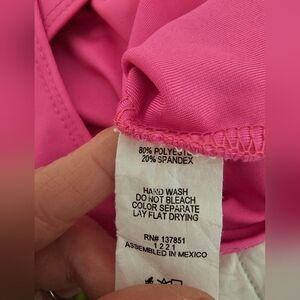 80% POLYESTE
20% SPANDEX
HAND WASH
DO NOT BLEACH
COLOR SEPARATE
LAY FLAT DRYING
RN# 137851
1 2 2 1
ASSEMBLED IN MEXICO